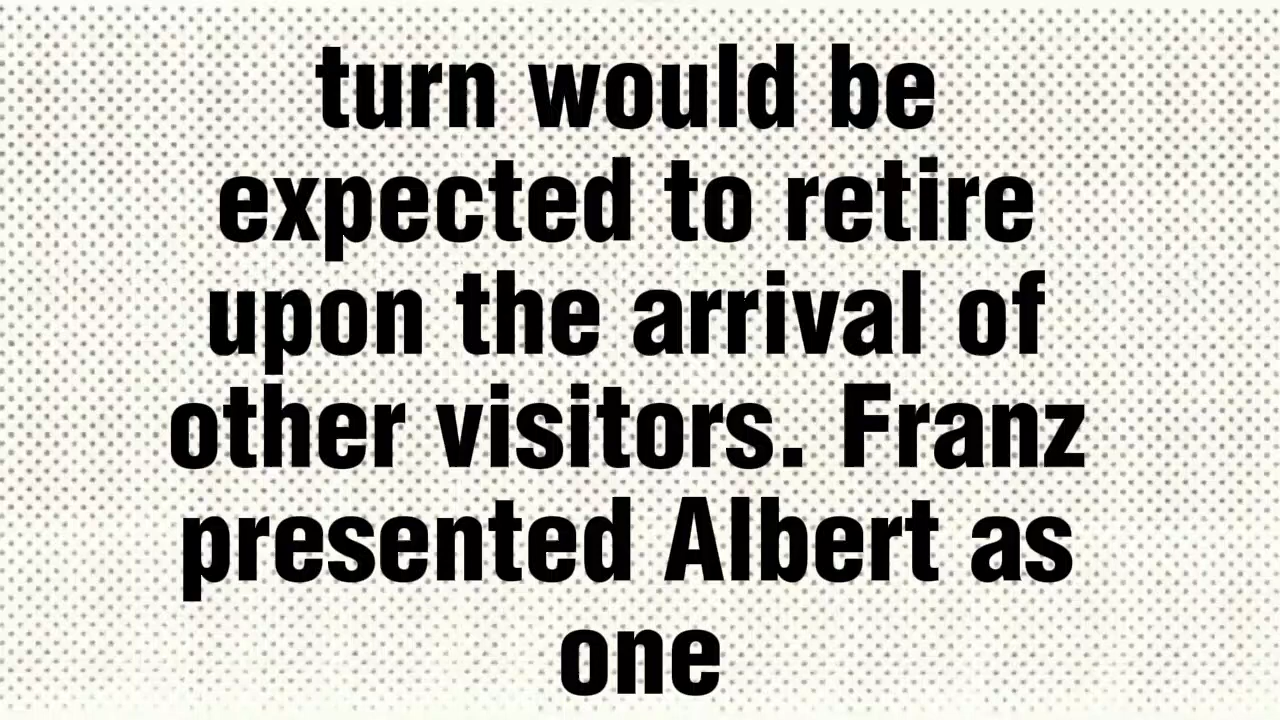 turn would be
expected to retire
upon the arrival of
other visitors. Franz
presented Albert as
one